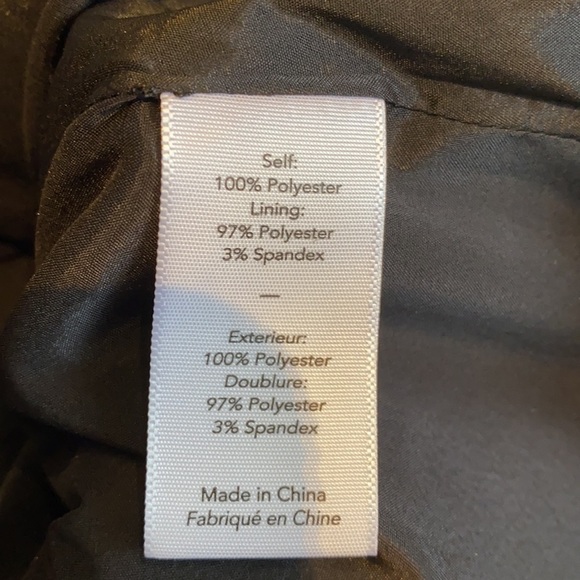 Self:
100% Polyester
Lining:
97% Polyester
3% Spandex
—
Exterieur:
100% Polyester
Doublure:
97% Polyester
3% Spandex
Made in China
Fabriqué en Chine